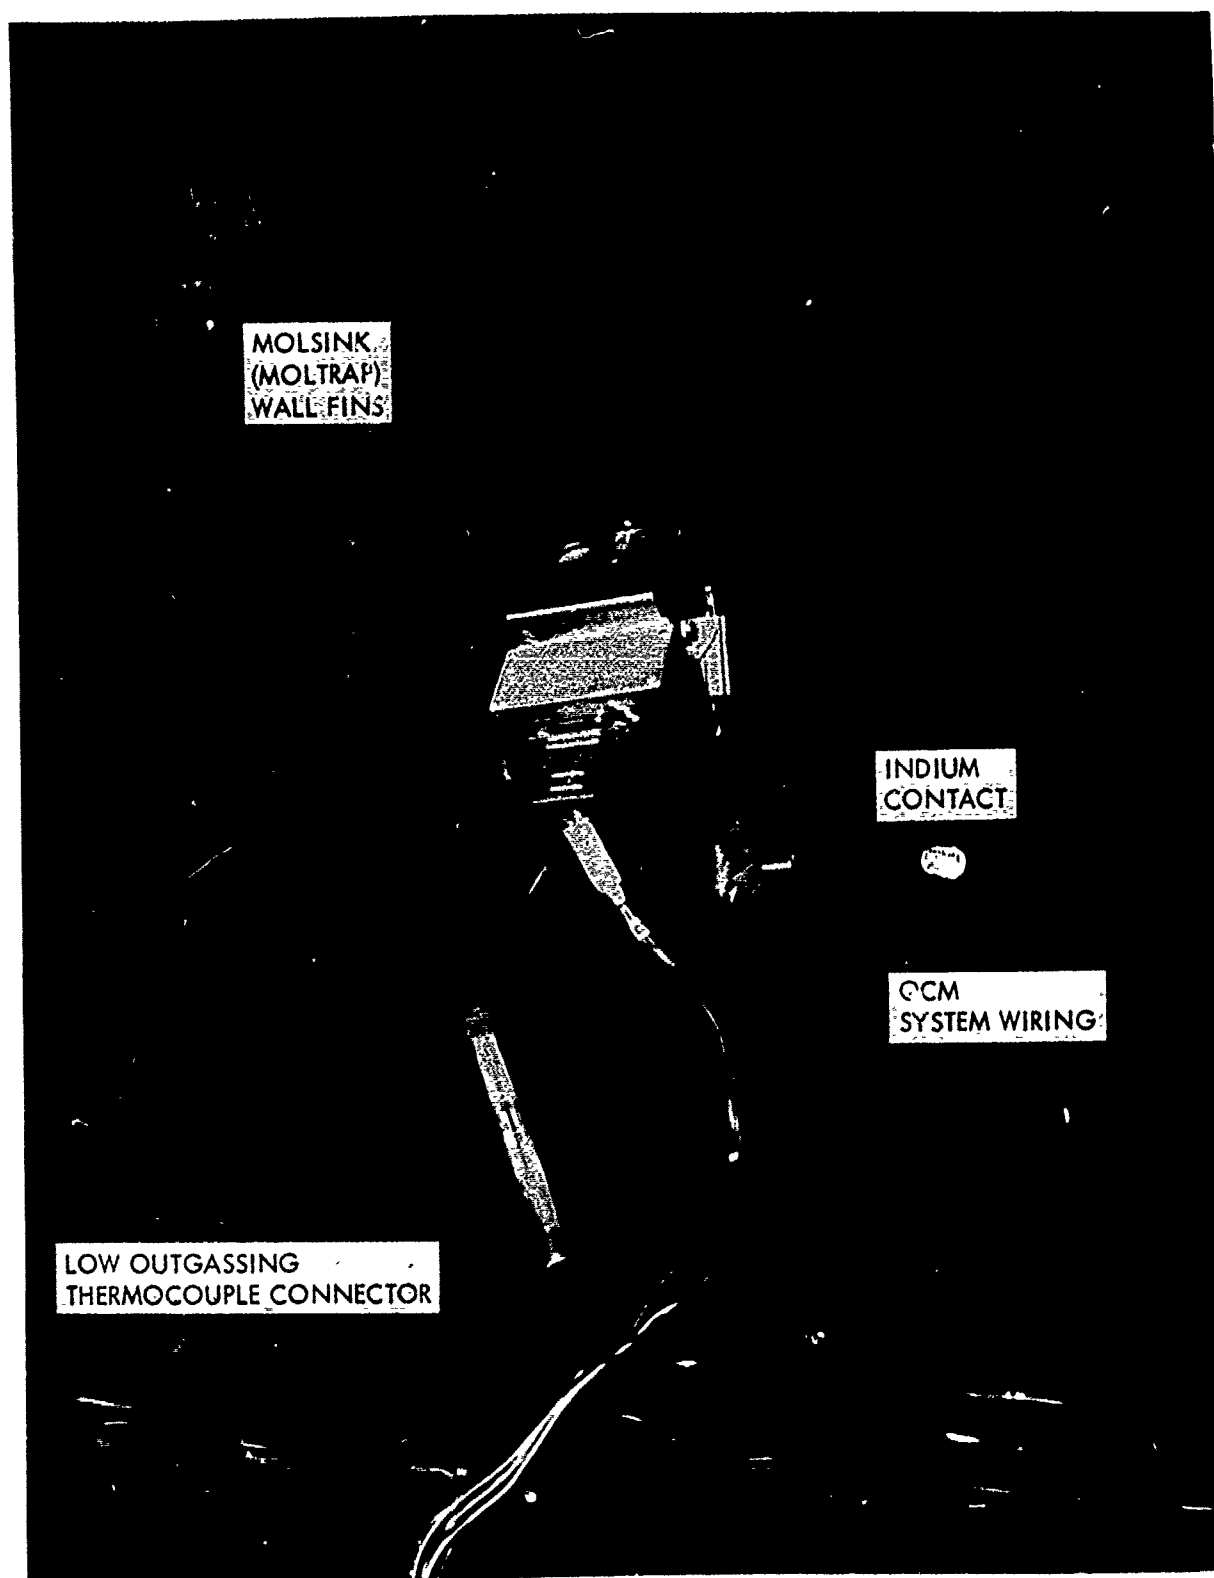 MOLSINK
(MOLTRAP)
WALL FINS
INDIUM
CONTACT
QCM
SYSTEM WIRING
LOW OUTGASSING
THERMOCOUPLE CONNECTOR